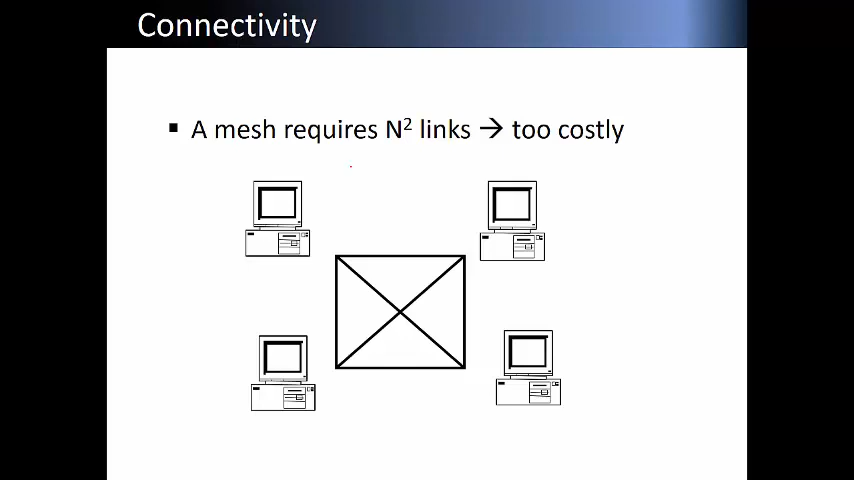 Connectivity
▪ A mesh requires N² links → too costly